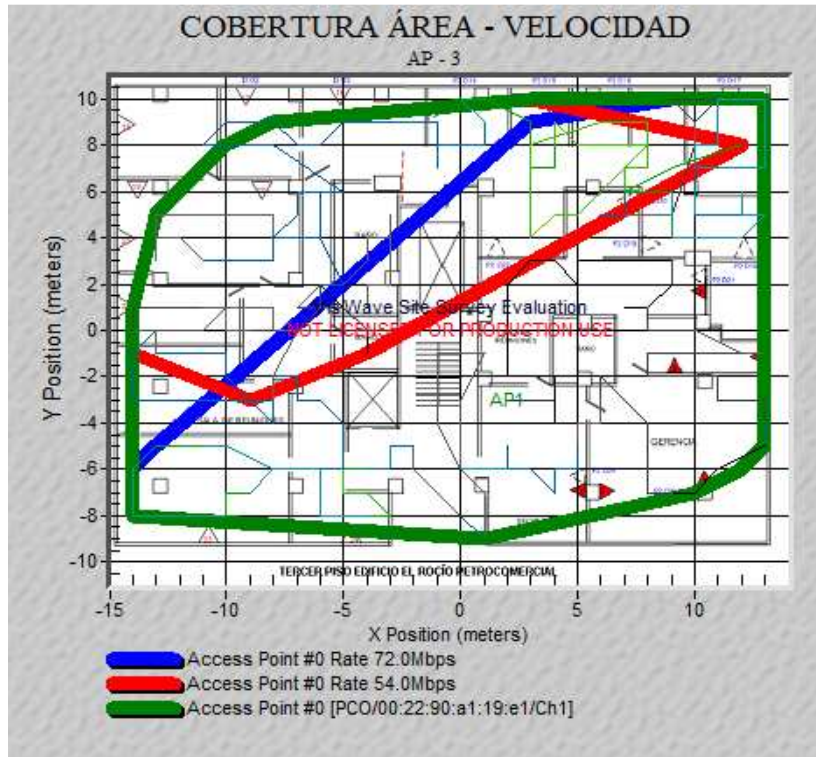 COBERTURA ÁREA - VELOCIDAD
AP - 3
10
8
6
4
2
0
-2
-4
-6
-8
-10
Y Position (meters)
Wave Site Survey Evaluation
NOT LICENSED FOR PRODUCTION USE
AP1
GERENCIA
TERCER PISO EDIFICIO EL ROCÍO PETROCOMERCIAL
-15
-10
-5
0
5
10
X Position (meters)
Access Point #0 Rate 72.0Mbps
Access Point #0 Rate 54.0Mbps
Access Point #0 [PCO/00:22:90:a1:19:e1/Ch1]